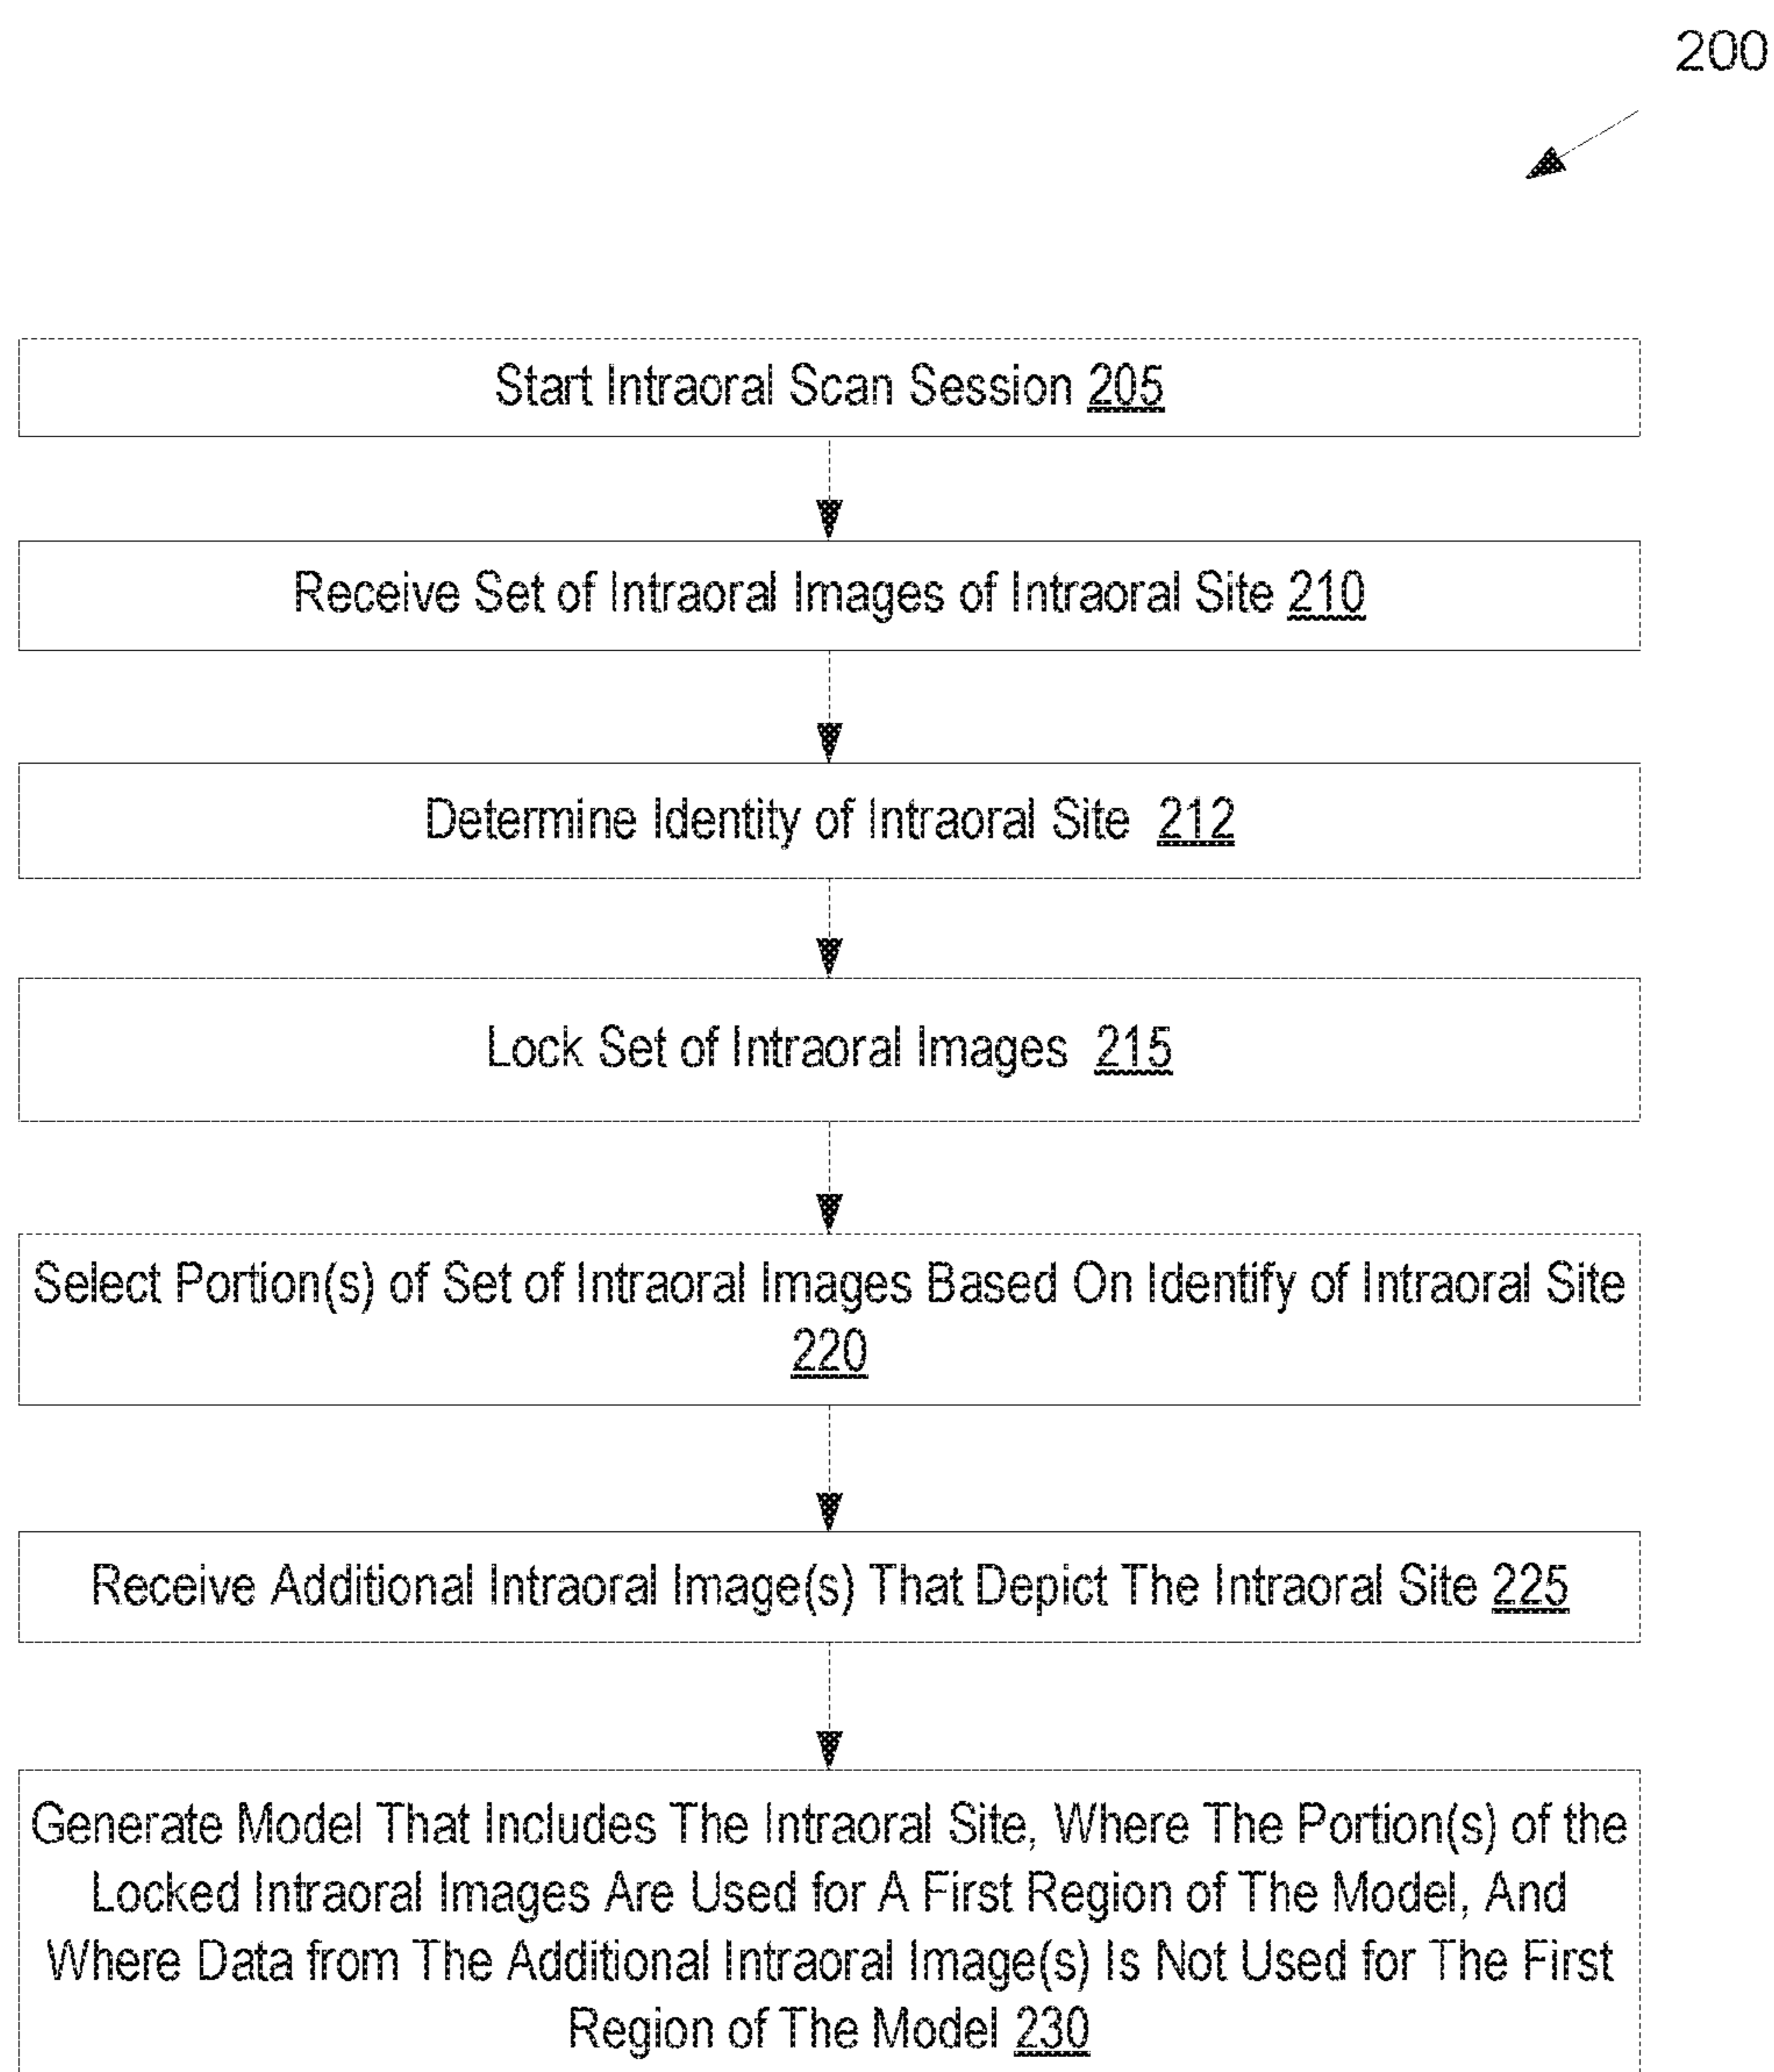 200
Start Intraoral Scan Session 205
Receive Set of Intraoral Images of Intraoral Site 210
Determine Identity of Intraoral Site 212
Lock Set of Intraoral Images 215
Select Portion(s) of Set of Intraoral Images Based On Identify of Intraoral Site
220
Receive Additional Intraoral Image(s) That Depict The Intraoral Site 225
Generate Model That Includes The Intraoral Site, Where The Portion(s) of the
Locked Intraoral Images Are Used for A First Region of The Model, And
Where Data from The Additional Intraoral Image(s) Is Not Used for The First
Region of The Model 230